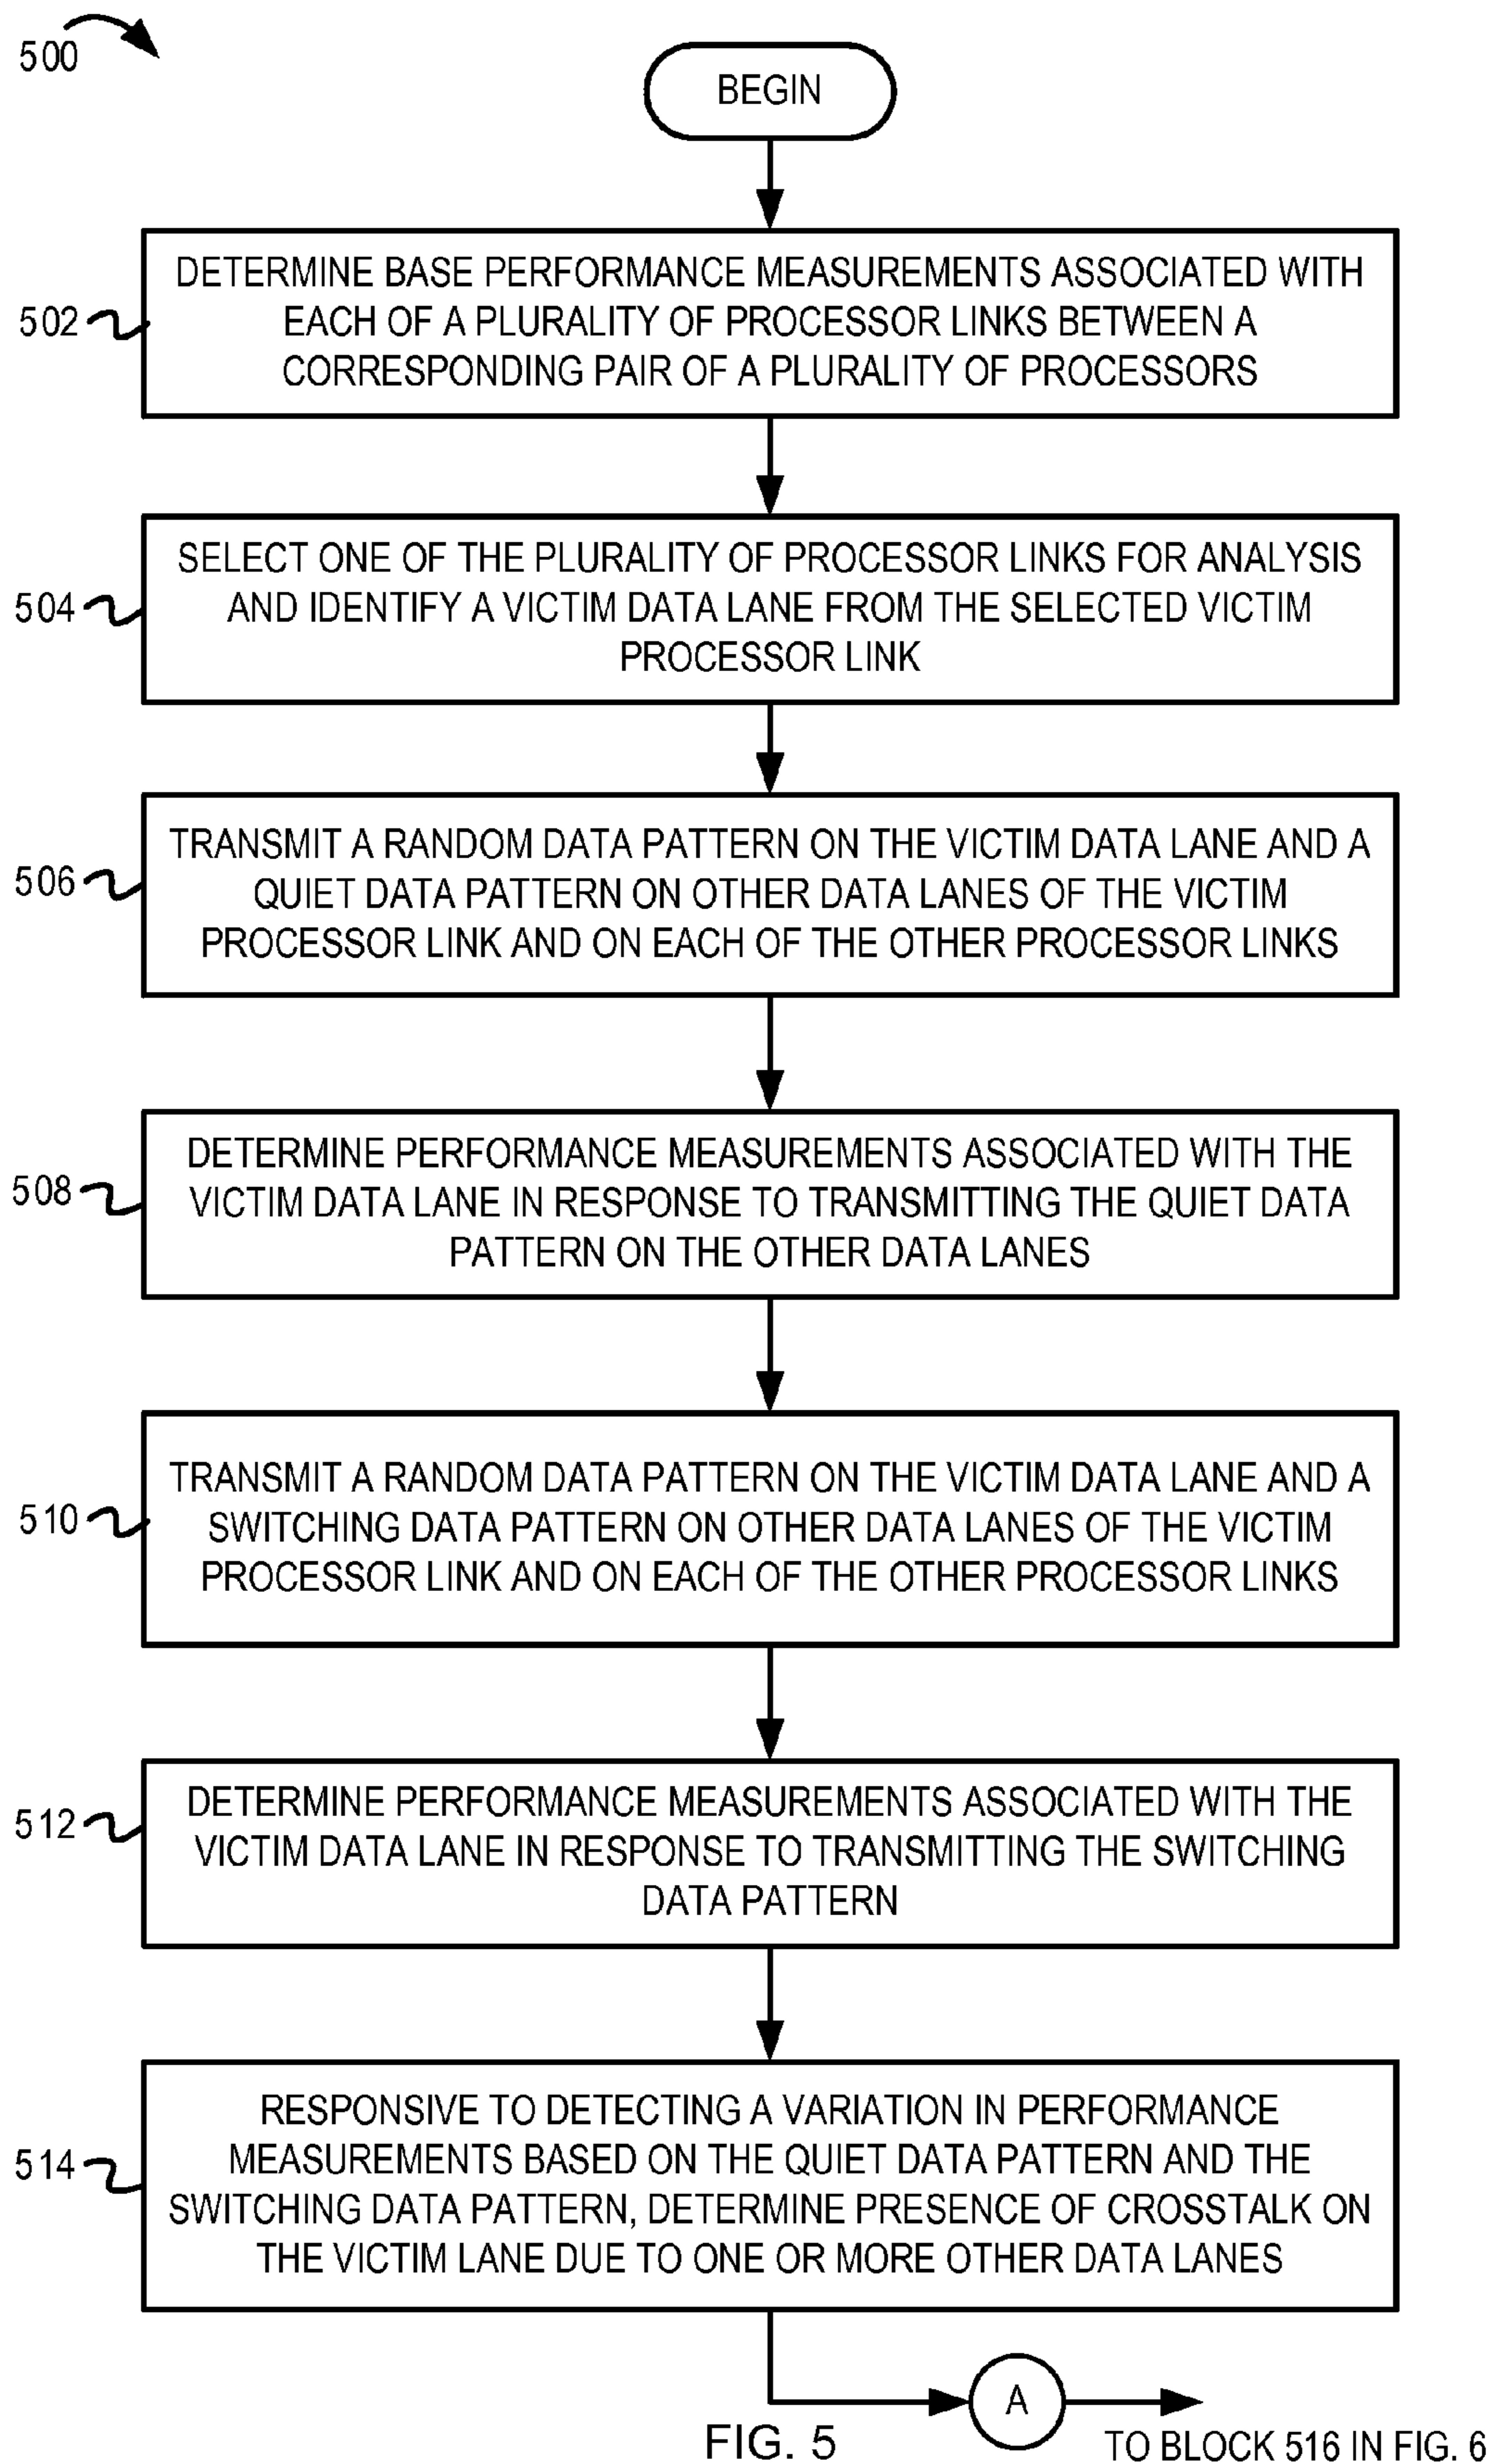 500
BEGIN
502
DETERMINE BASE PERFORMANCE MEASUREMENTS ASSOCIATED WITH
EACH OF A PLURALITY OF PROCESSOR LINKS BETWEEN A
CORRESPONDING PAIR OF A PLURALITY OF PROCESSORS
504
SELECT ONE OF THE PLURALITY OF PROCESSOR LINKS FOR ANALYSIS
AND IDENTIFY A VICTIM DATA LANE FROM THE SELECTED VICTIM
PROCESSOR LINK
506
TRANSMIT A RANDOM DATA PATTERN ON THE VICTIM DATA LANE AND A
QUIET DATA PATTERN ON OTHER DATA LANES OF THE VICTIM
PROCESSOR LINK AND ON EACH OF THE OTHER PROCESSOR LINKS
508
DETERMINE PERFORMANCE MEASUREMENTS ASSOCIATED WITH THE
VICTIM DATA LANE IN RESPONSE TO TRANSMITTING THE QUIET DATA
PATTERN ON THE OTHER DATA LANES
510
TRANSMIT A RANDOM DATA PATTERN ON THE VICTIM DATA LANE AND A
SWITCHING DATA PATTERN ON OTHER DATA LANES OF THE VICTIM
PROCESSOR LINK AND ON EACH OF THE OTHER PROCESSOR LINKS
512
DETERMINE PERFORMANCE MEASUREMENTS ASSOCIATED WITH THE
VICTIM DATA LANE IN RESPONSE TO TRANSMITTING THE SWITCHING
DATA PATTERN
514
RESPONSIVE TO DETECTING A VARIATION IN PERFORMANCE
MEASUREMENTS BASED ON THE QUIET DATA PATTERN AND THE
SWITCHING DATA PATTERN, DETERMINE PRESENCE OF CROSSTALK ON
THE VICTIM LANE DUE TO ONE OR MORE OTHER DATA LANES
A
FIG. 5
TO BLOCK 516 IN FIG. 6